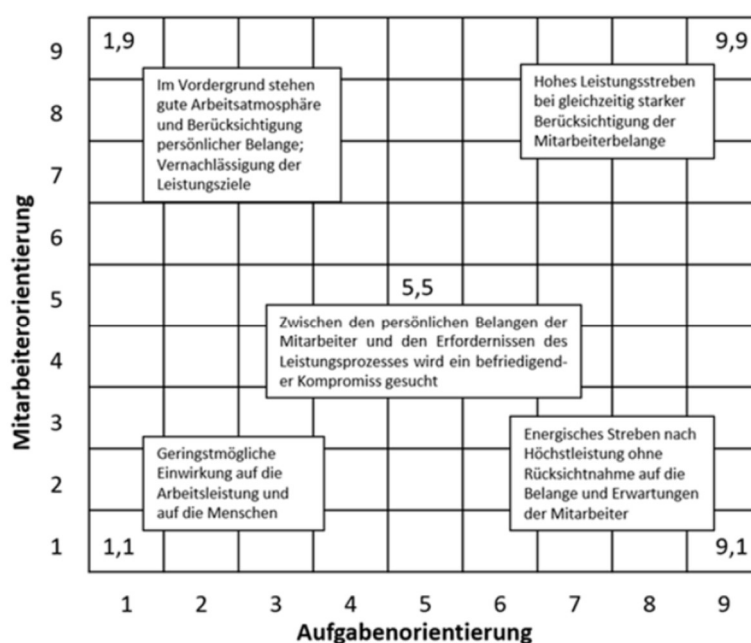 9
1,9
9,9
Im Vordergrund stehen
gute Arbeitsatmosphäre
und Berücksichtigung
persönlicher Belange;
Vernachlässigung der
Leistungsziele
Hohes Leistungsstreben
bei gleichzeitig starker
Berücksichtigung der
Mitarbeiterbelange
8
7
6
5
5,5
Zwischen den persönlichen Belangen der
Mitarbeiter und den Erfordernissen des
Leistungsprozesses wird ein befriedigend-
er Kompromiss gesucht
4
3
Geringstmögliche
Einwirkung auf die
Arbeitsleistung und
auf die Menschen
Energisches Streben nach
Höchstleistung ohne
Rücksichtnahme auf die
Belange und Erwartungen
der Mitarbeiter
2
1
1,1
9,1
Mitarbeiterorientierung
1 2 3 4 5 6 7 8 9
Aufgabenorientierung